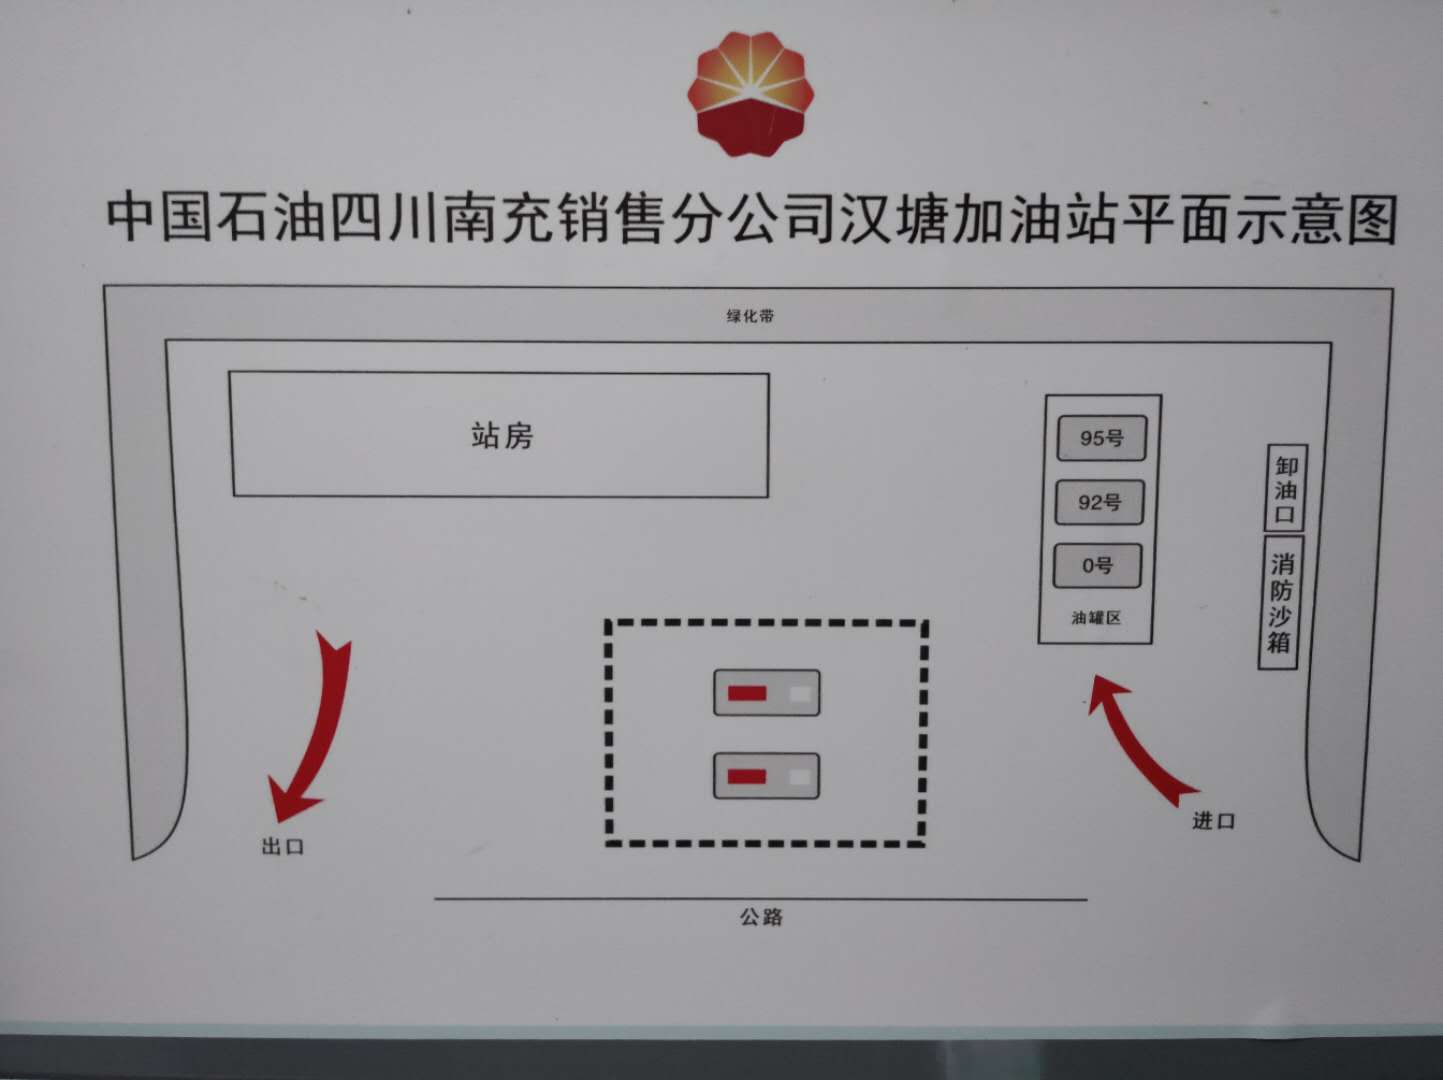 中国石油四川南充销售分公司汉塘加油站平面示意图
绿化带
站房
95号
92号
0号
油罐区
卸油口
消防沙箱
进口
出口
公路